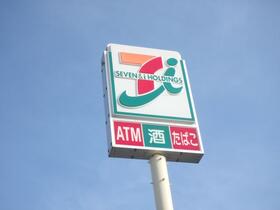 SEVEN & i HOLDINGS
ATM 酒 たばこ